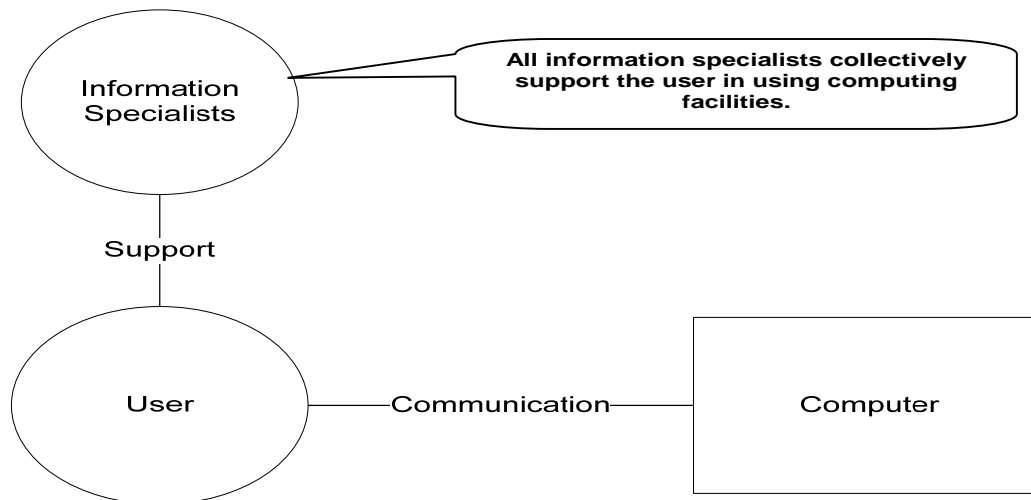 Information
Specialists
All information specialists collectively
support the user in using computing
facilities.
Support
User
Communication
Computer